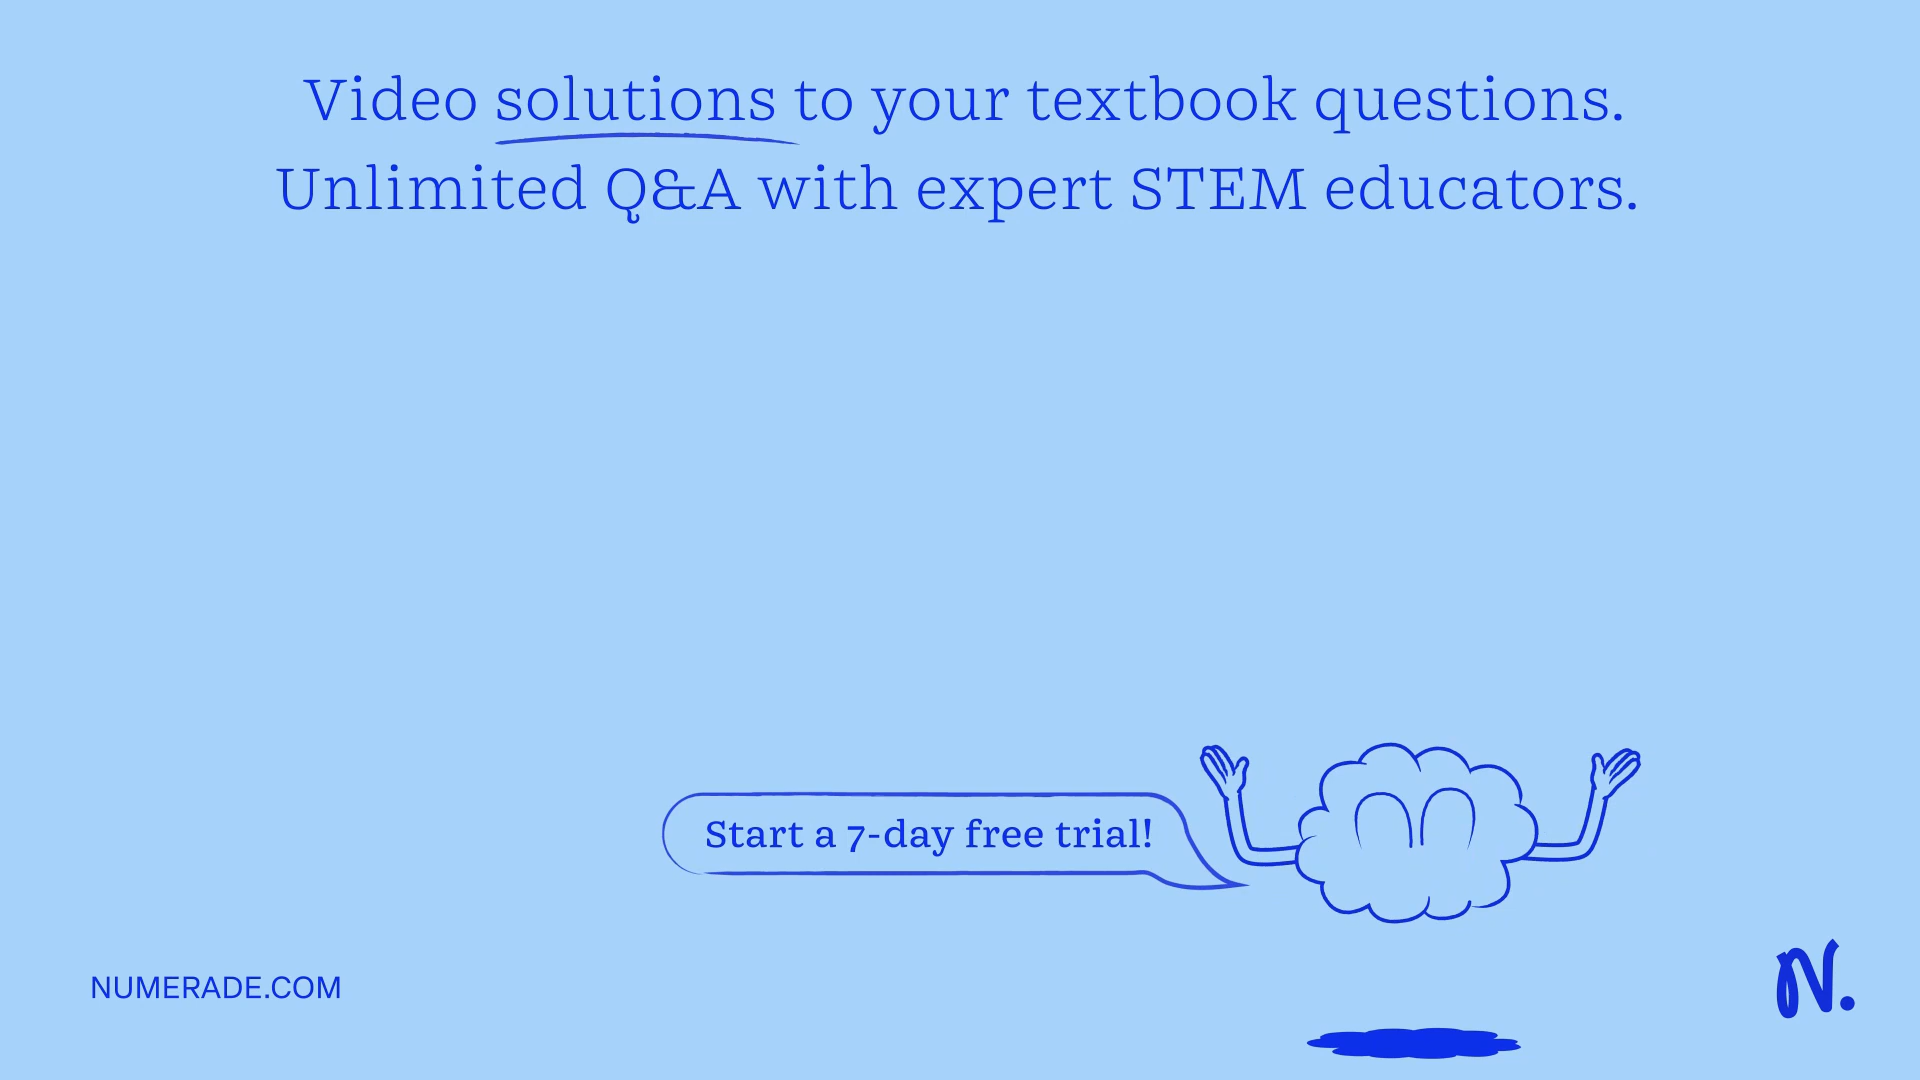 Video solutions to your textbook questions.
Unlimited Q&A with expert STEM educators.
Start a 7-day free trial!
NUMERADE.COM
N.